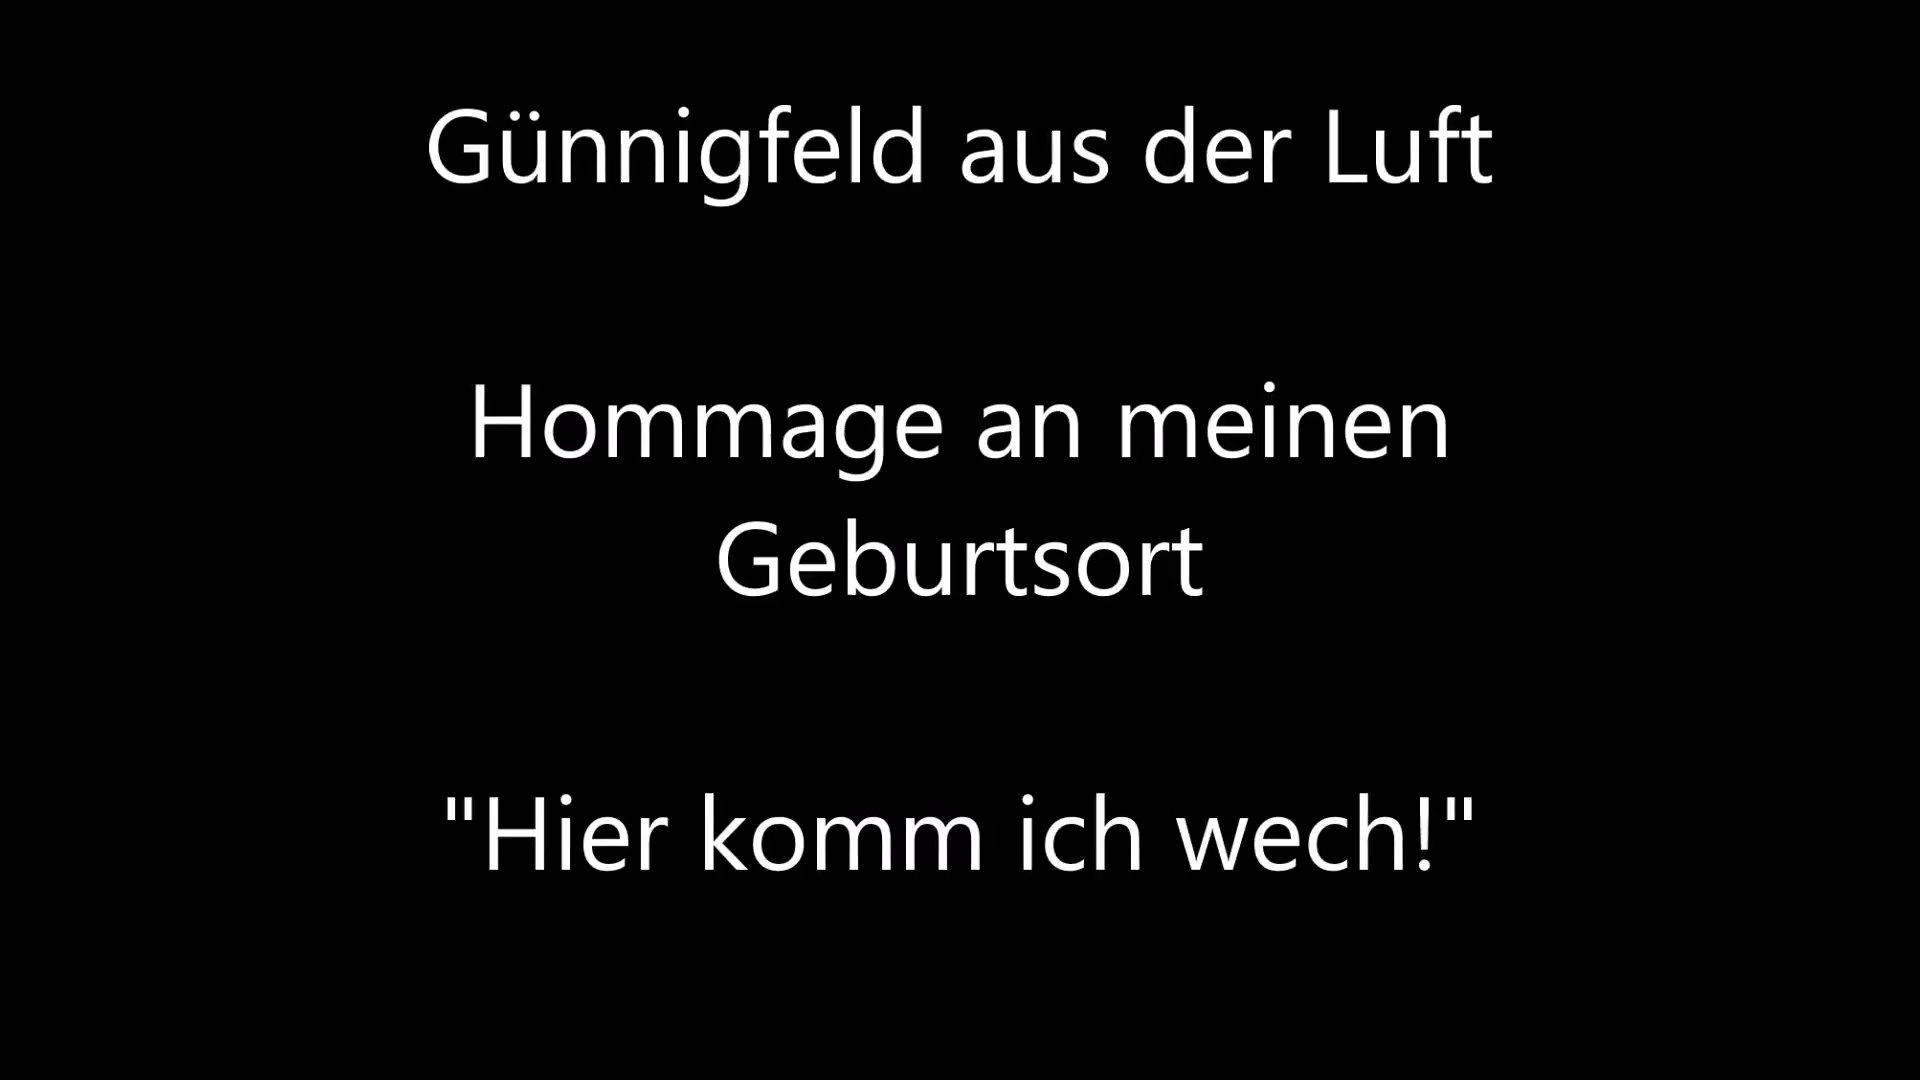 Günnigfeld aus der Luft
Hommage an meinen
Geburtsort
"Hier komm ich wech!"